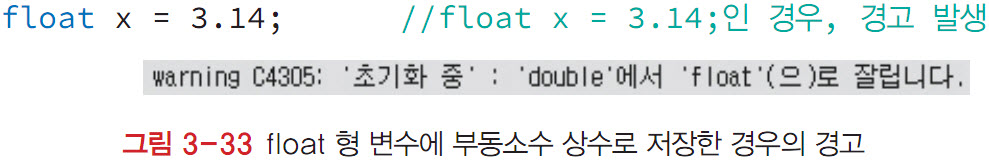 float x = 3.14; //float x = 3.14;인 경우, 경고 발생
warning C4305: '초기화 중' : 'double'에서 'float'(으)로 잘립니다.
그림 3-33 float 형 변수에 부동소수 상수로 저장한 경우의 경고